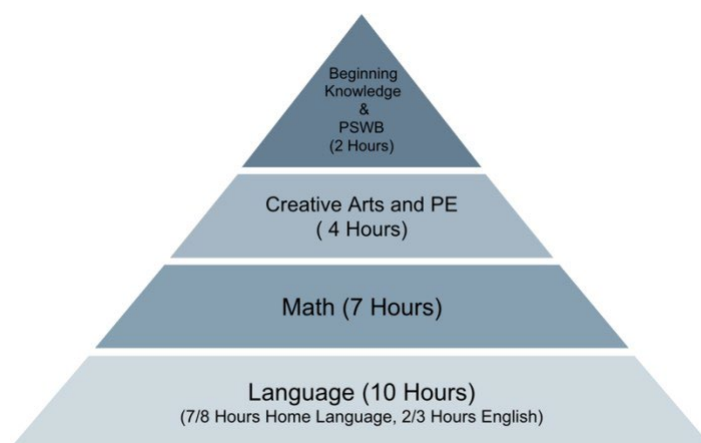 Beginning
Knowledge
&
PSWB
(2 Hours)
Creative Arts and PE
( 4 Hours)
Math (7 Hours)
Language (10 Hours)
(7/8 Hours Home Language, 2/3 Hours English)